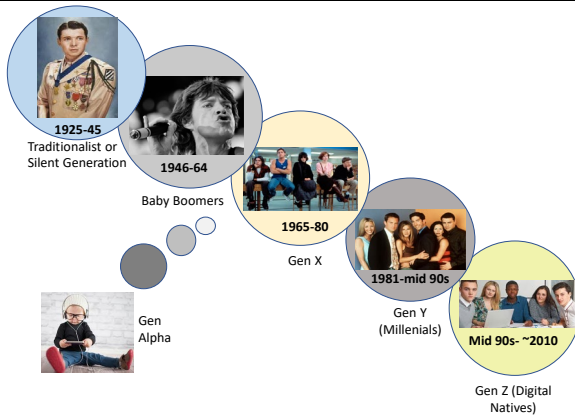 1925-45
Traditionalist or
Silent Generation
1946-64
Baby Boomers
1965-80
Gen X
1981-mid 90s
Gen Y
(Millenials)
Mid 90s- ~2010
Gen Z (Digital
Natives)
Gen
Alpha